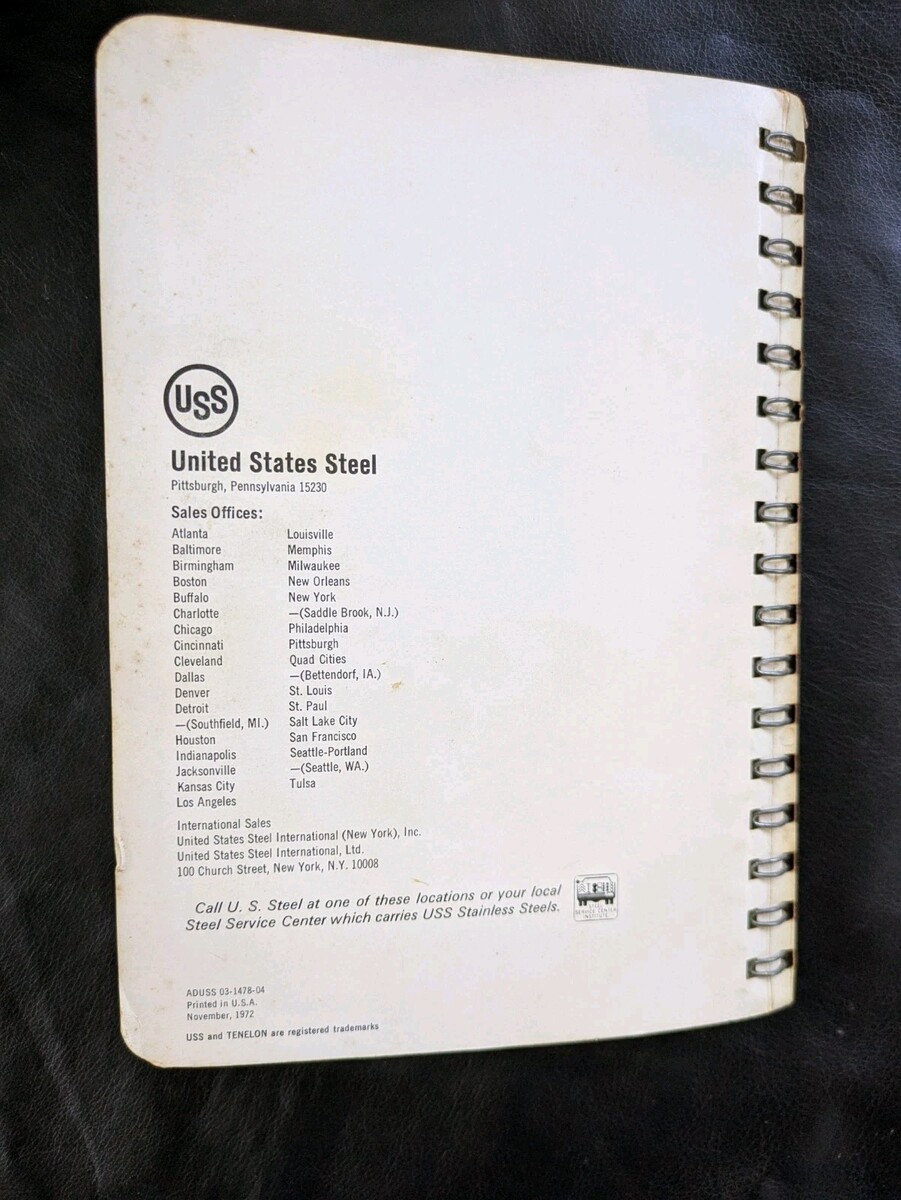 USS
United States Steel
Pittsburgh, Pennsylvania 15230
Sales Offices:
Atlanta
Baltimore
Birmingham
Boston
Buffalo
Charlotte
Chicago
Cincinnati
Cleveland
Dallas
Denver
Detroit
—(Southfield, MI.)
Houston
Indianapolis
Jacksonville
Kansas City
Los Angeles
Louisville
Memphis
Milwaukee
New Orleans
New York
—(Saddle Brook, N.J.)
Philadelphia
Pittsburgh
Quad Cities
—(Bettendorf, IA.)
St. Louis
St. Paul
Salt Lake City
San Francisco
Seattle-Portland
—(Seattle, WA.)
Tulsa
International Sales
United States Steel International (New York), Inc.
United States Steel International, Ltd.
100 Church Street, New York, N.Y. 10008
Call U. S. Steel at one of these locations or your local
Steel Service Center which carries USS Stainless Steels.
STEEL
SERVICE CENTER
INSTITUTE
ADUSS 03-1478-04
Printed in U.S.A.
November, 1972
USS and TENELON are registered trademarks